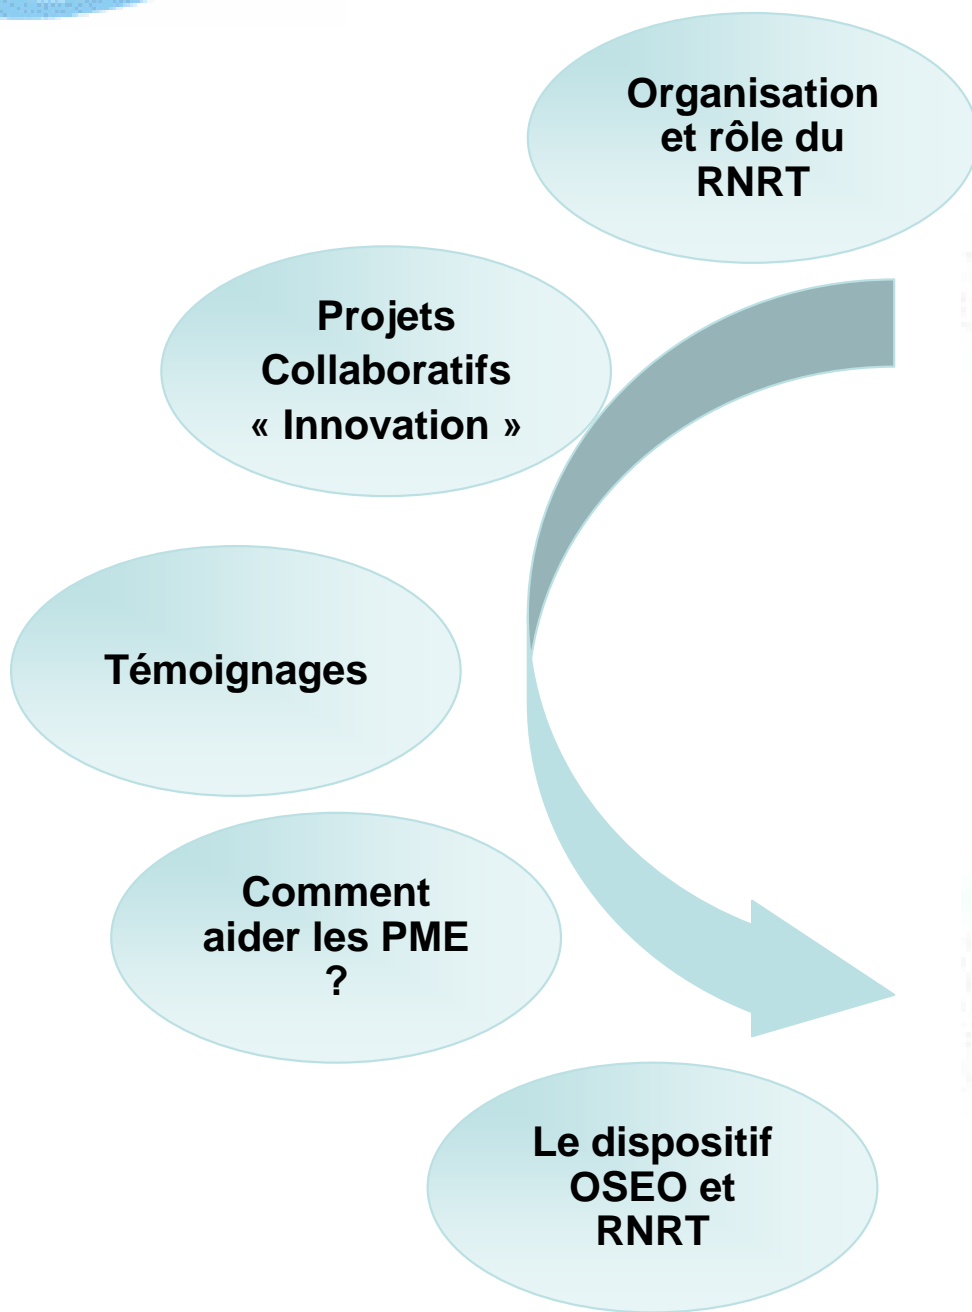 Organisation
et rôle du
RNRT
Projets
Collaboratifs
« Innovation »
Témoignages
Comment
aider les PME
?
Le dispositif
OSEO et
RNRT